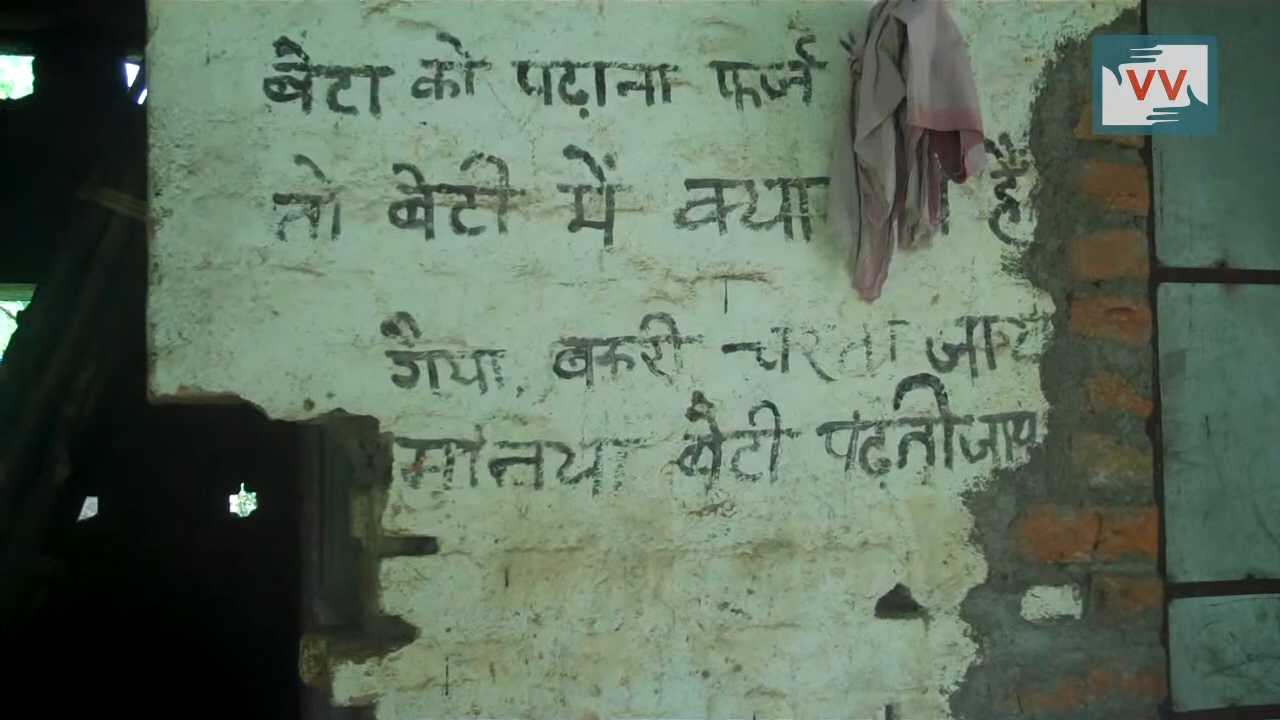 बेटा को पढ़ाना फर्ज
तो बेटी में क्या है
गैया, बकरी चरता जाय
मुनिया बेटी पढ़ती जाय
VV